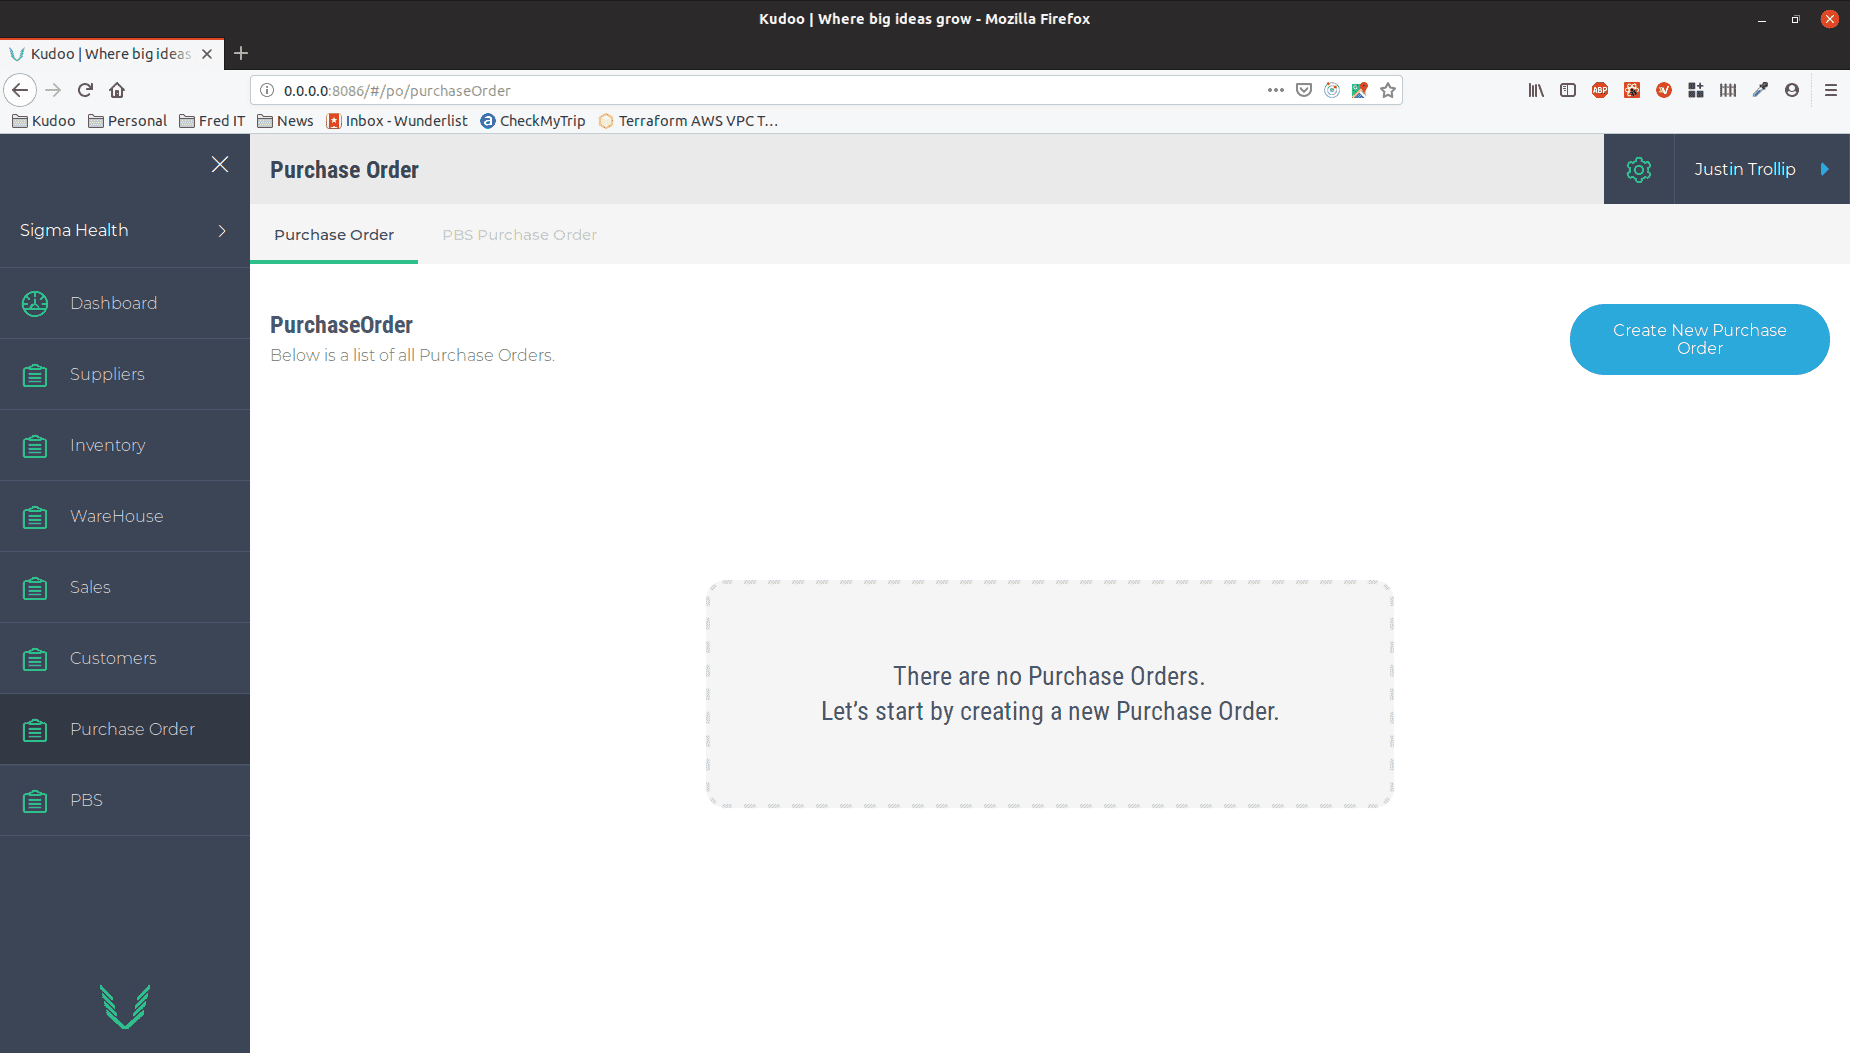 Kudoo | Where big ideas grow - Mozilla Firefox
Kudoo | Where big ideas
0.0.0.0:8086/#/po/purchaseOrder
ABP
Kudoo
Personal
Fred IT
News
Inbox - Wunderlist
CheckMyTrip
Terraform AWS VPC T...
Purchase Order
Justin Trollip
Sigma Health
Purchase Order
PBS Purchase Order
Dashboard
Suppliers
Inventory
WareHouse
Sales
Customers
Purchase Order
PBS
PurchaseOrder
Below is a list of all Purchase Orders.
Create New Purchase
Order
There are no Purchase Orders.
Let’s start by creating a new Purchase Order.